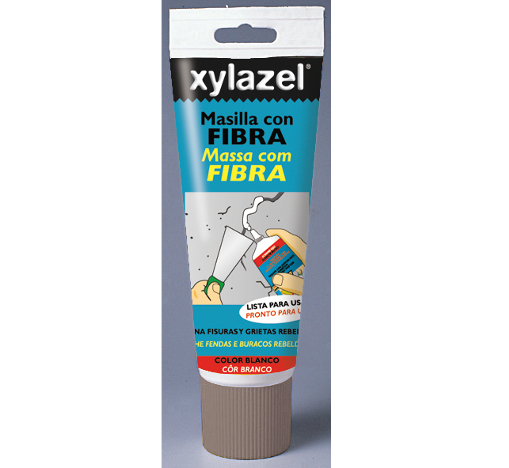 xylazel®
Masilla con
FIBRA
Massa com
FIBRA
LISTA PARA US
PRONTO PARA U
NA FISURAS Y GRIETAS REBE
HE FENDAS E BURACOS REBELD
COLOR BLANCO
CÔR BRANCO